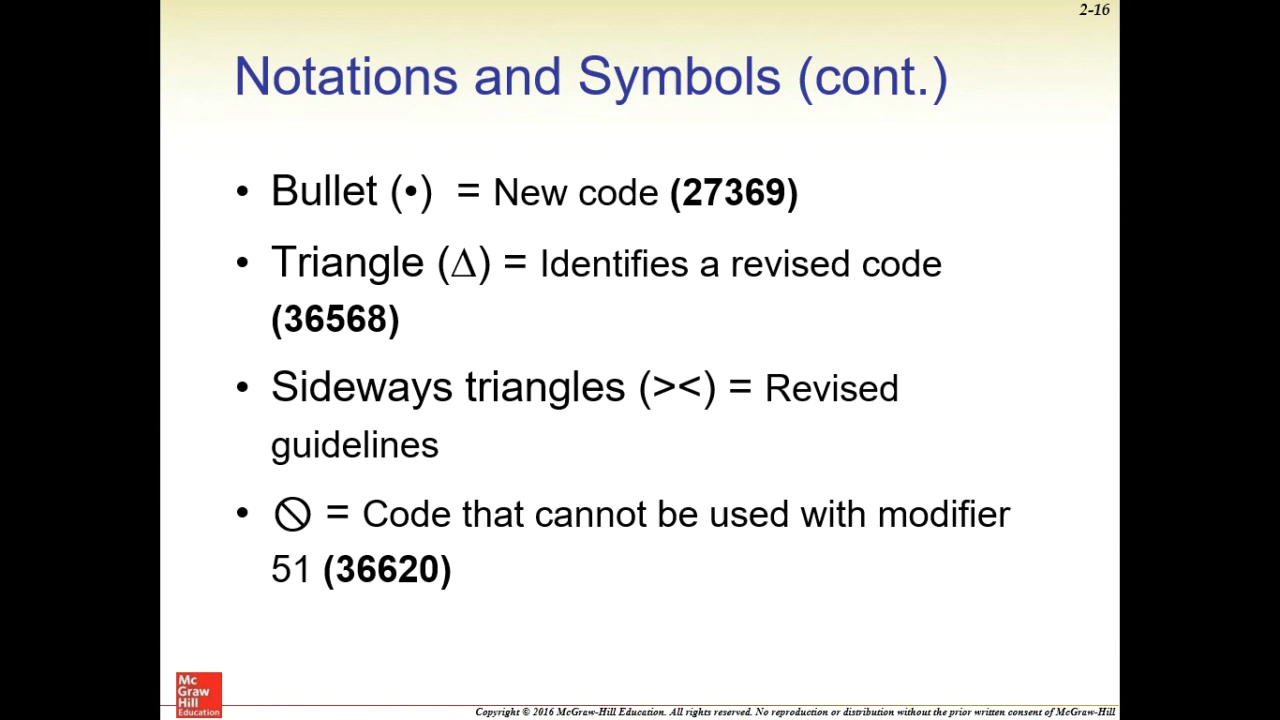 2-16
Notations and Symbols (cont.)
• Bullet (•) = New code (27369)
• Triangle (Δ) = Identifies a revised code
(36568)
• Sideways triangles (><) = Revised
guidelines
• 🛇 = Code that cannot be used with modifier
51 (36620)
Mc
Graw
Hill
Education
Copyright © 2016 McGraw-Hill Education. All rights reserved. No reproduction or distribution without the prior written consent of McGraw-Hill